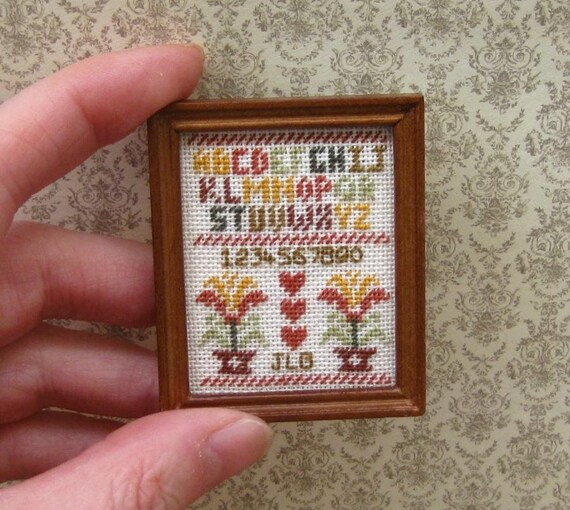 ABCDEFGHIJ
KLMNOPQR
STUVWXYZ
1234567890
JLB